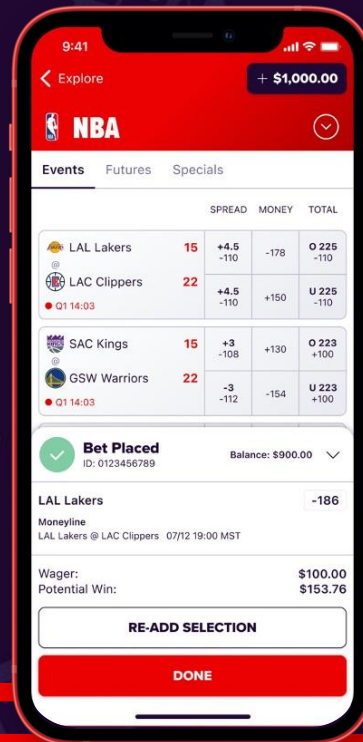 9:41
Explore
+ $1,000.00
NBA
Events Futures Specials
SPREAD MONEY TOTAL
LAL Lakers 15 +4.5 -110 -178 O 225 -110
@
LAC Clippers 22 +4.5 -110 +150 U 225 -110
Q1 14:03
SAC Kings 15 +3 -108 +130 O 223 +100
@
GSW Warriors 22 -3 -112 -154 U 223 +100
Q1 14:03
Bet Placed
ID: 0123456789
Balance: $900.00
LAL Lakers -186
Moneyline
LAL Lakers @ LAC Clippers 07/12 19:00 MST
Wager: $100.00
Potential Win: $153.76
RE-ADD SELECTION
DONE